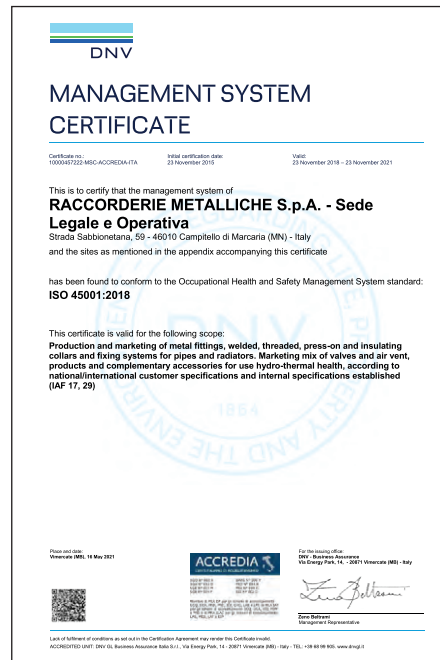 DNV
MANAGEMENT SYSTEM
CERTIFICATE
Certificate no.:
10000457222-MSC-ACCREDIA-ITA
Initial certification date:
23 November 2015
Valid:
23 November 2018 – 23 November 2021
This is to certify that the management system of
RACCORDERIE METALLICHE S.p.A. - Sede
Legale e Operativa
Strada Sabbionetana, 59 - 46010 Campitello di Marcaria (MN) - Italy
and the sites as mentioned in the appendix accompanying this certificate
has been found to conform to the Occupational Health and Safety Management System standard:
ISO 45001:2018
This certificate is valid for the following scope:
Production and marketing of metal fittings, welded, threaded, press-on and insulating
collars and fixing systems for pipes and radiators. Marketing mix of valves and air vent,
products and complementary accessories for use hydro-thermal health, according to
national/international customer specifications and internal specifications established
(IAF 17, 29)
1864
Place and date:
Vimercate (MB), 16 May 2021
ACCREDIA
For the issuing office:
DNV - Business Assurance
Via Energy Park, 14, - 20871 Vimercate (MB) - Italy
Zeno Beltrami
Zeno Beltrami
Management Representative
Lack of fulfilment of conditions as set out in the Certification Agreement may render this Certificate invalid.
ACCREDITED UNIT: DNV GL Business Assurance Italia S.r.l., Via Energy Park, 14 - 20871 Vimercate (MB) - Italy - TEL: +39 68 99 905. www.dnvgl.it